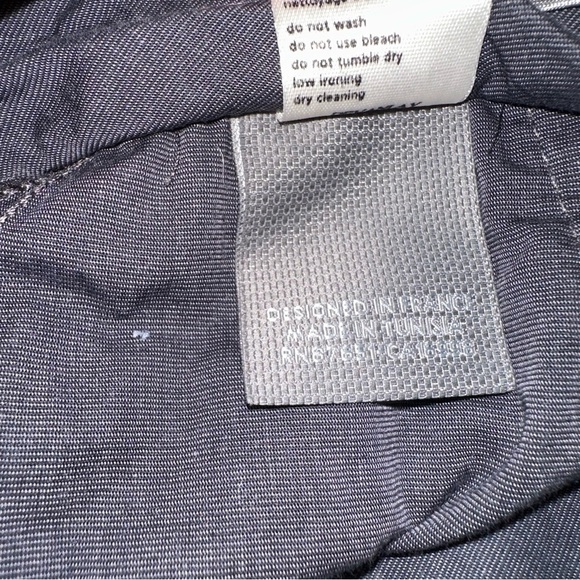 do not wash
do not use bleach
do not tumble dry
low ironing
dry cleaning
DESIGNED IN FRANCE
MADE IN TUNISIA